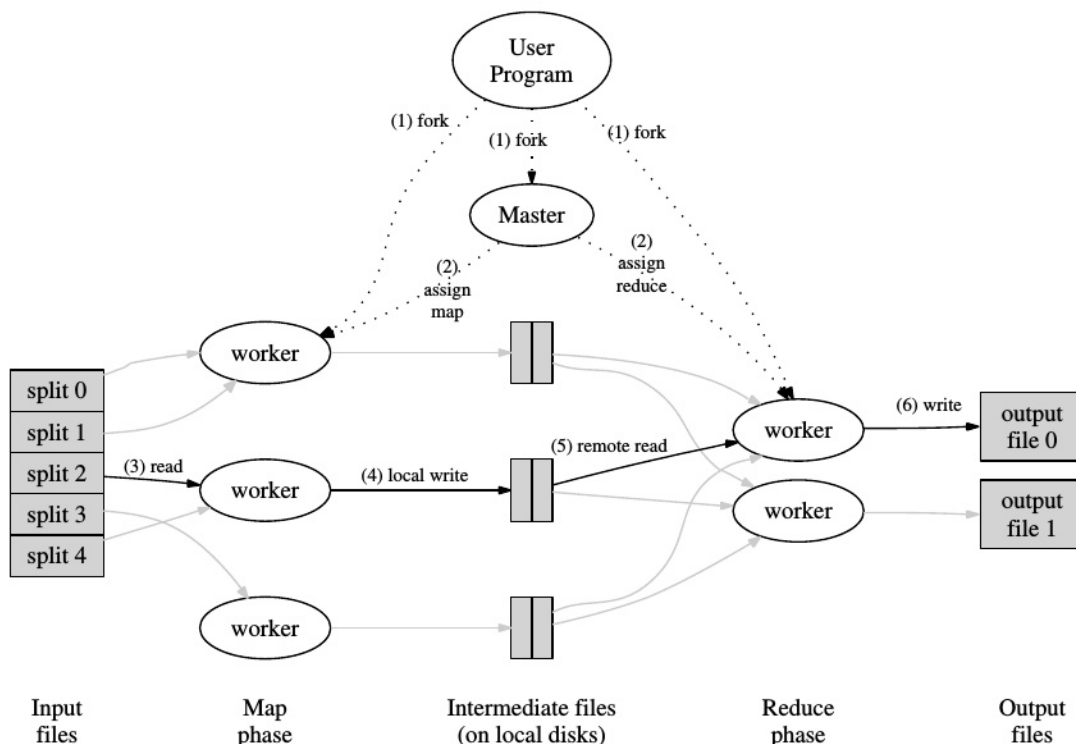 User
Program
(1) fork
(1) fork
(1) fork
Master
(2)
assign
map
(2)
assign
reduce
worker
split 0
split 1
split 2
split 3
split 4
(3) read
worker
(4) local write
(5) remote read
worker
(6) write
output
file 0
worker
output
file 1
worker
Input
files
Map
phase
Intermediate files
(on local disks)
Reduce
phase
Output
files